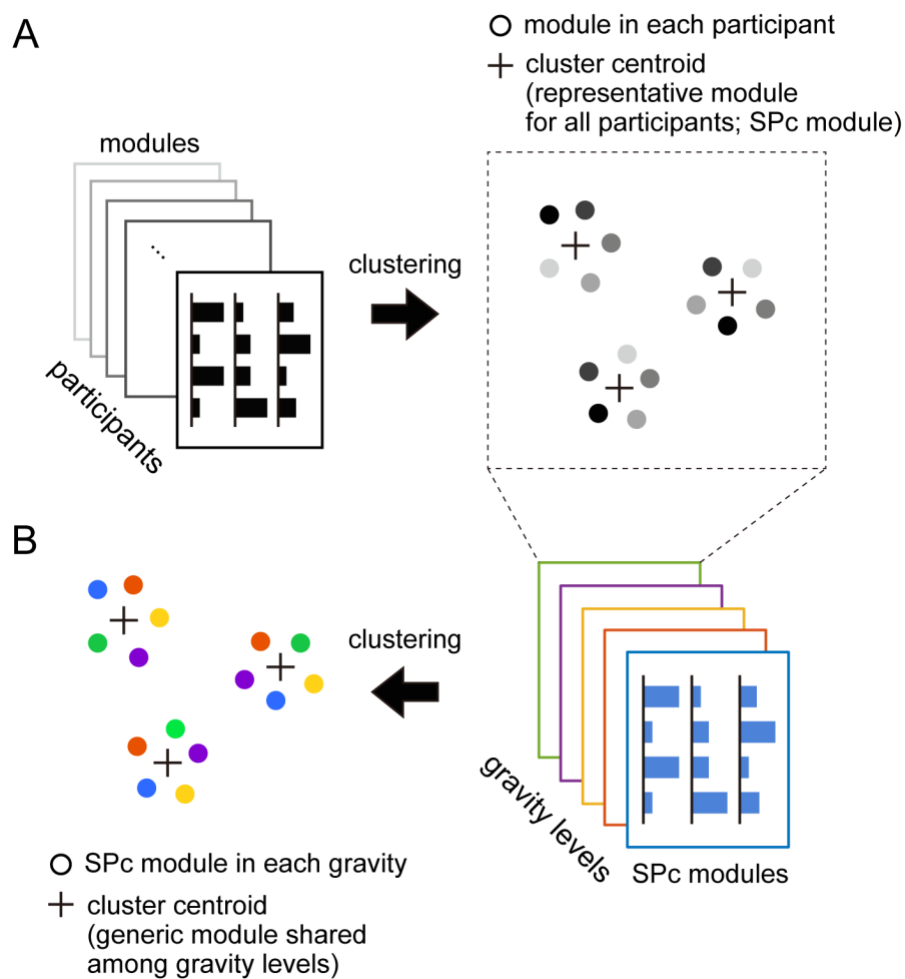 A
modules
participants
clustering
module in each participant
cluster centroid
(representative module
for all participants; SPc module)
B
clustering
gravity levels
SPc modules
SPc module in each gravity
cluster centroid
(generic module shared
among gravity levels)